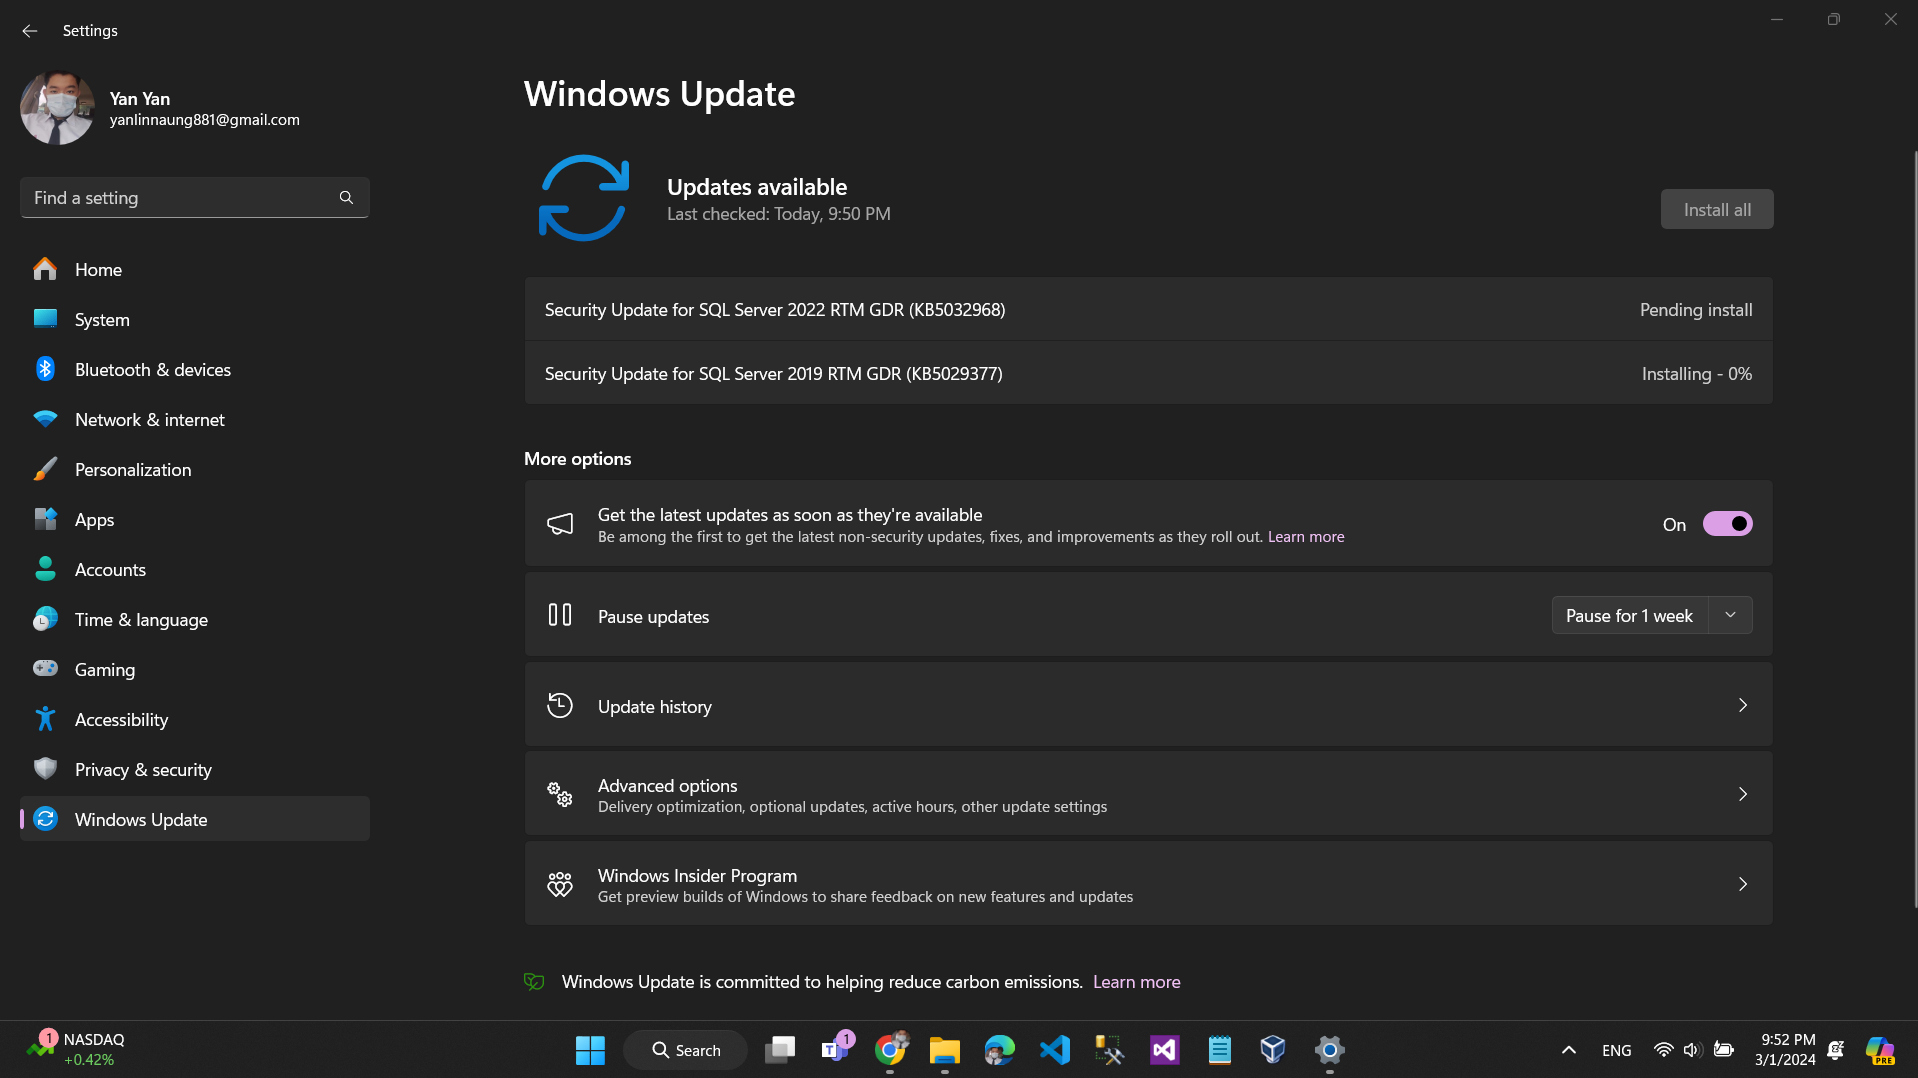 Settings
Yan Yan
yanlinnaung881@gmail.com
Find a setting
Home
System
Bluetooth & devices
Network & internet
Personalization
Apps
Accounts
Time & language
Gaming
Accessibility
Privacy & security
Windows Update
Windows Update
Updates available
Last checked: Today, 9:50 PM
Install all
Security Update for SQL Server 2022 RTM GDR (KB5032968)
Pending install
Security Update for SQL Server 2019 RTM GDR (KB5029377)
Installing - 0%
More options
Get the latest updates as soon as they're available
Be among the first to get the latest non-security updates, fixes, and improvements as they roll out. Learn more
On
Pause updates
Pause for 1 week
Update history
Advanced options
Delivery optimization, optional updates, active hours, other update settings
Windows Insider Program
Get preview builds of Windows to share feedback on new features and updates
Windows Update is committed to helping reduce carbon emissions. Learn more
1
NASDAQ
+0.42%
Search
T
1
ENG
9:52 PM
3/1/2024
PRE